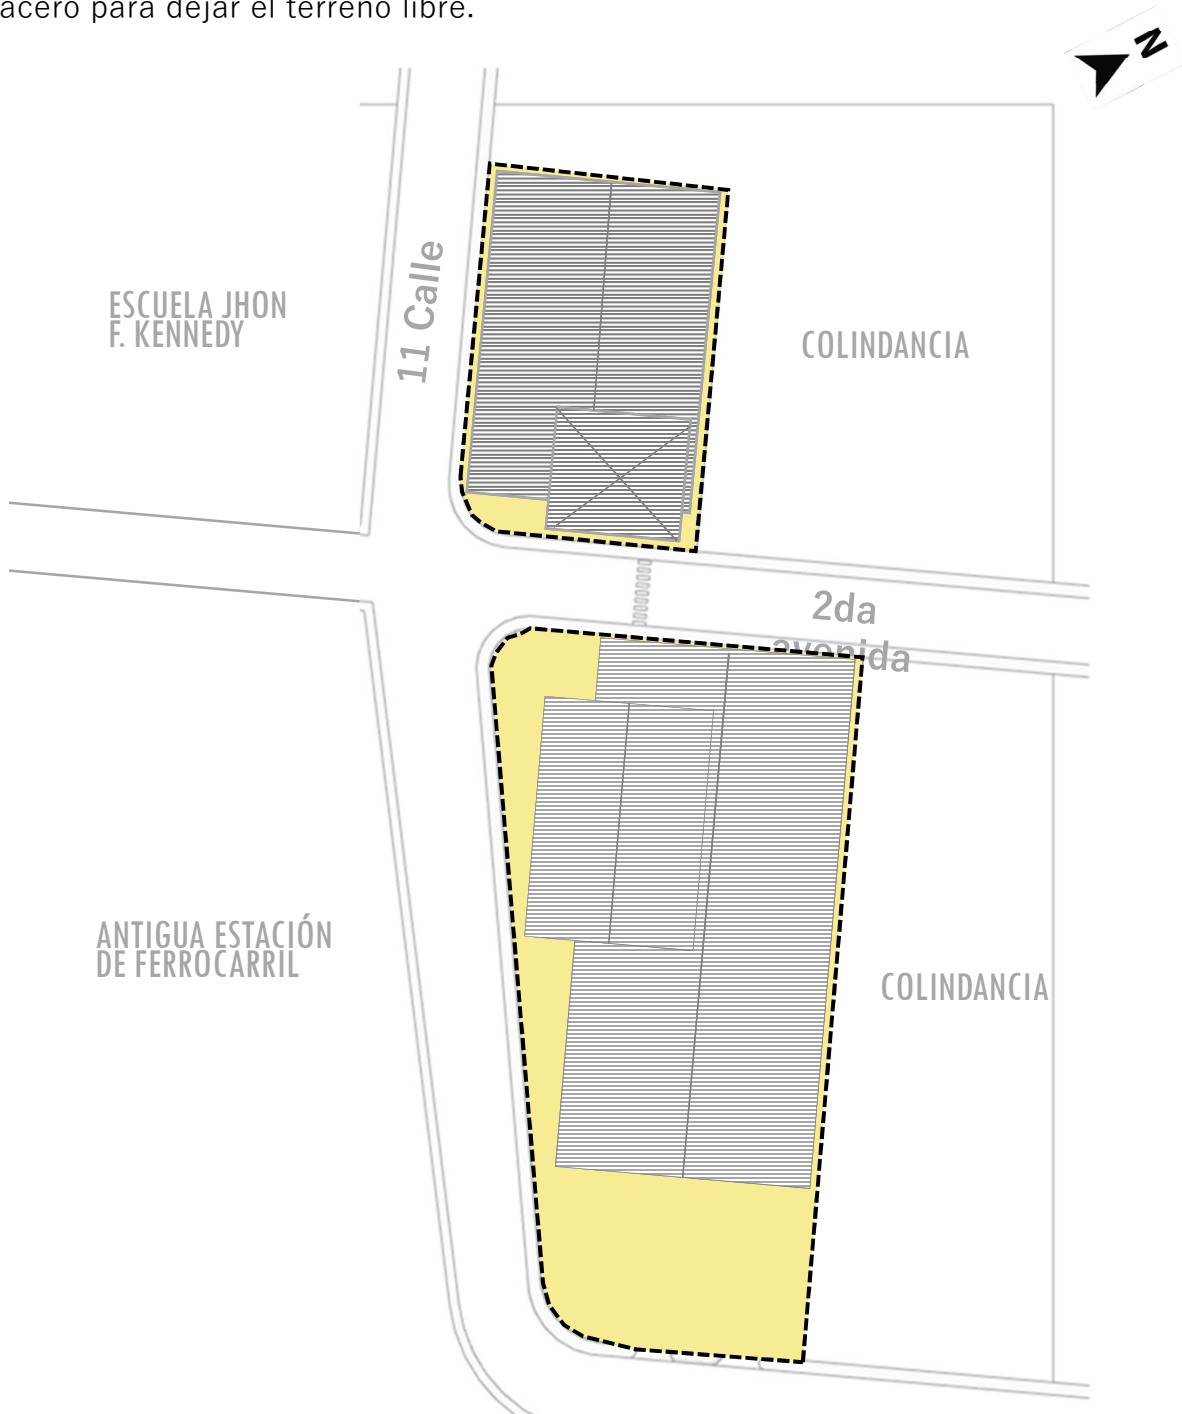 acero para dejar el terreno libre.
N
11 Calle
ESCUELA JHON
F. KENNEDY
COLINDANCIA
2da
avenida
ANTIGUA ESTACIÓN
DE FERROCARRIL
COLINDANCIA